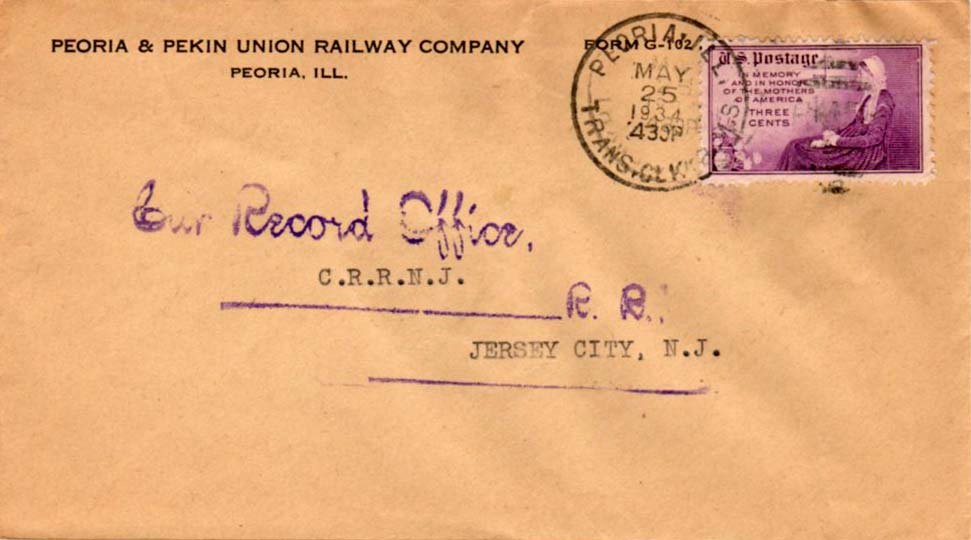 PEORIA & PEKIN UNION RAILWAY COMPANY
PEORIA, ILL.
FORM G-102
PEORIA, ILL.
MAY
25
1934
430P
TRANS. CLK.
U.S. Postage
IN MEMORY
AND IN HONOR
OF THE MOTHERS
OF AMERICA
THREE
CENTS
Car Record Office,
C.R.R.N.J.
R. R.
JERSEY CITY, N.J.